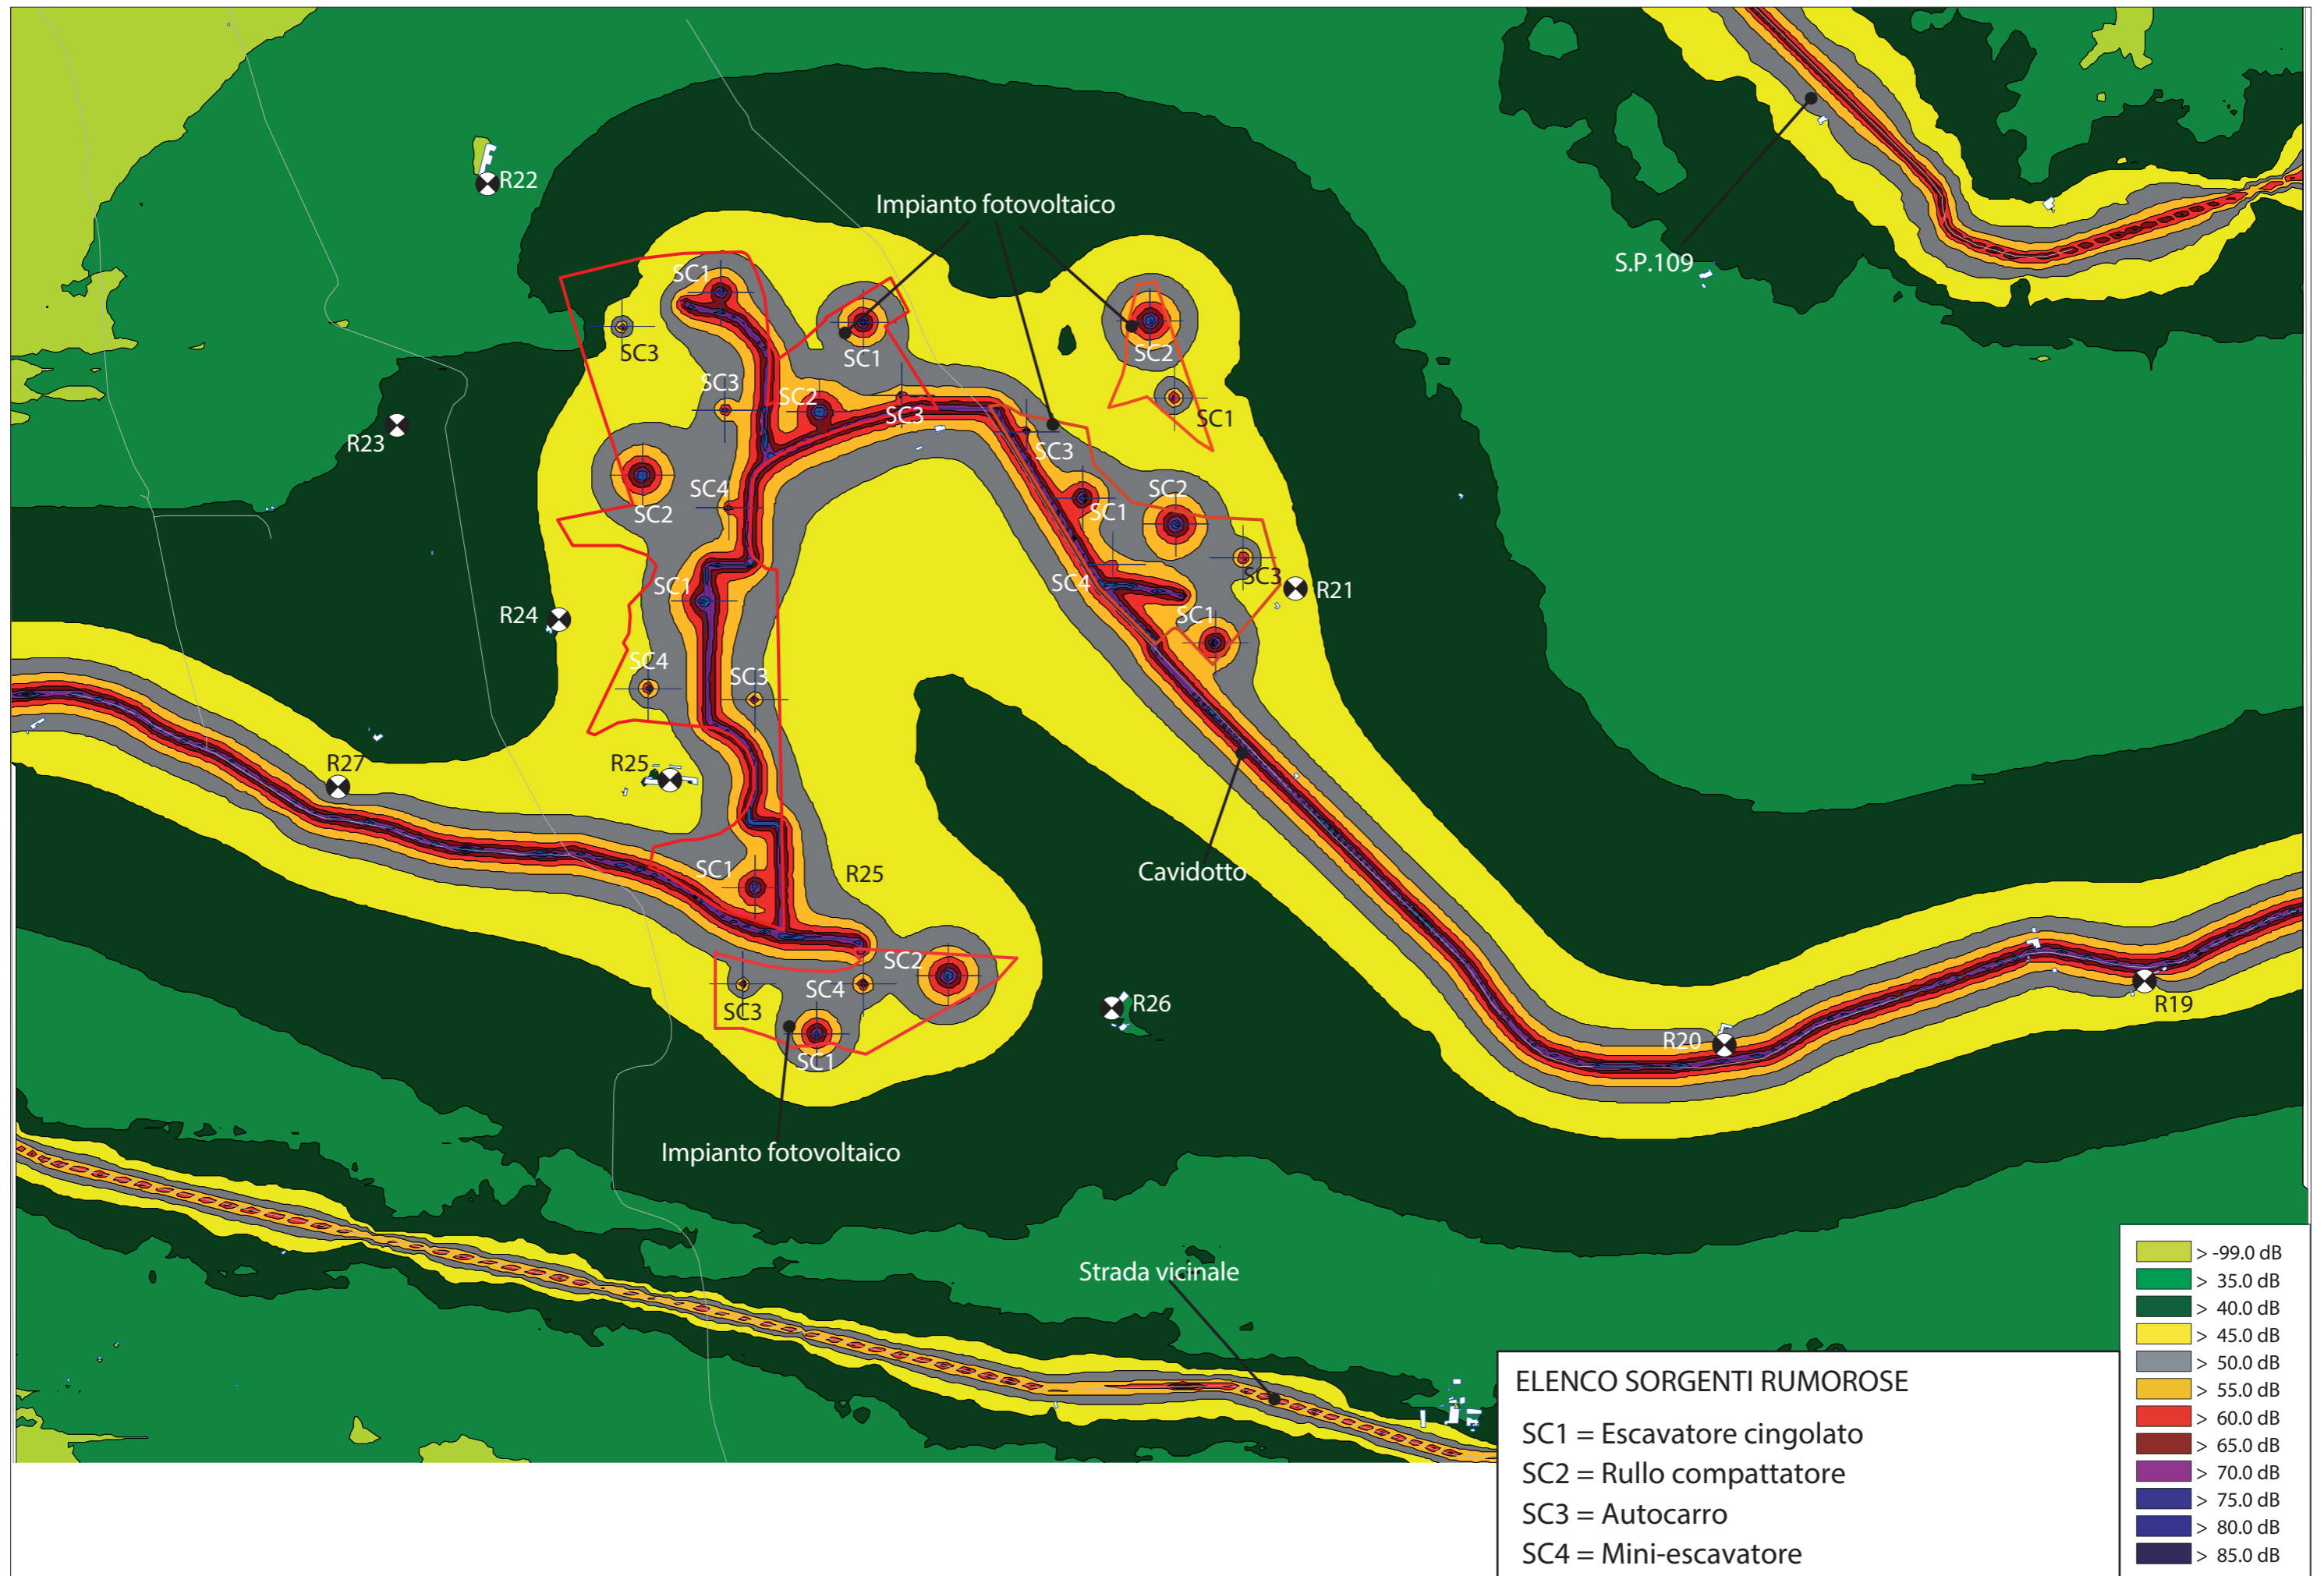 R22
Impianto fotovoltaico
S.P.109
SC1
SC3
SC1
SC2
SC3
SC2
SC3
SC1
R23
SC3
SC2
SC4
SC2
SC1
SC3
R21
SC4
SC1
R24
SC1
SC4
SC3
R27
R25
Cavidotto
SC1
R25
SC2
SC4
SC3
R26
R19
R20
SC1
Impianto fotovoltaico
Strada vicinale
ELENCO SORGENTI RUMOROSE
SC1 = Escavatore cingolato
SC2 = Rullo compattatore
SC3 = Autocarro
SC4 = Mini-escavatore
> -99.0 dB
> 35.0 dB
> 40.0 dB
> 45.0 dB
> 50.0 dB
> 55.0 dB
> 60.0 dB
> 65.0 dB
> 70.0 dB
> 75.0 dB
> 80.0 dB
> 85.0 dB